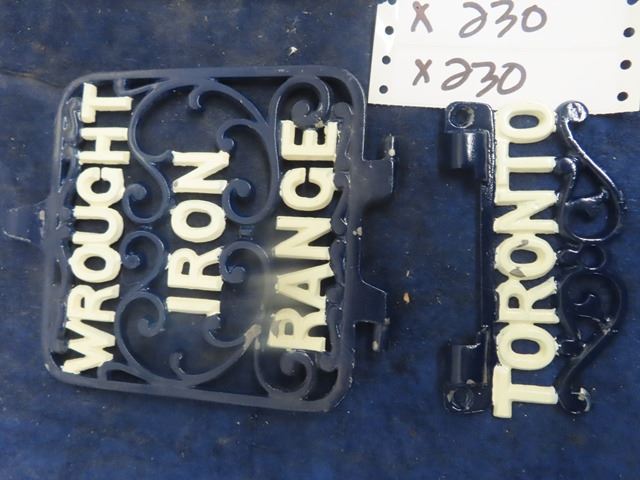 x 230
x 230
WROUGHT
IRON
RANGE
TORONTO